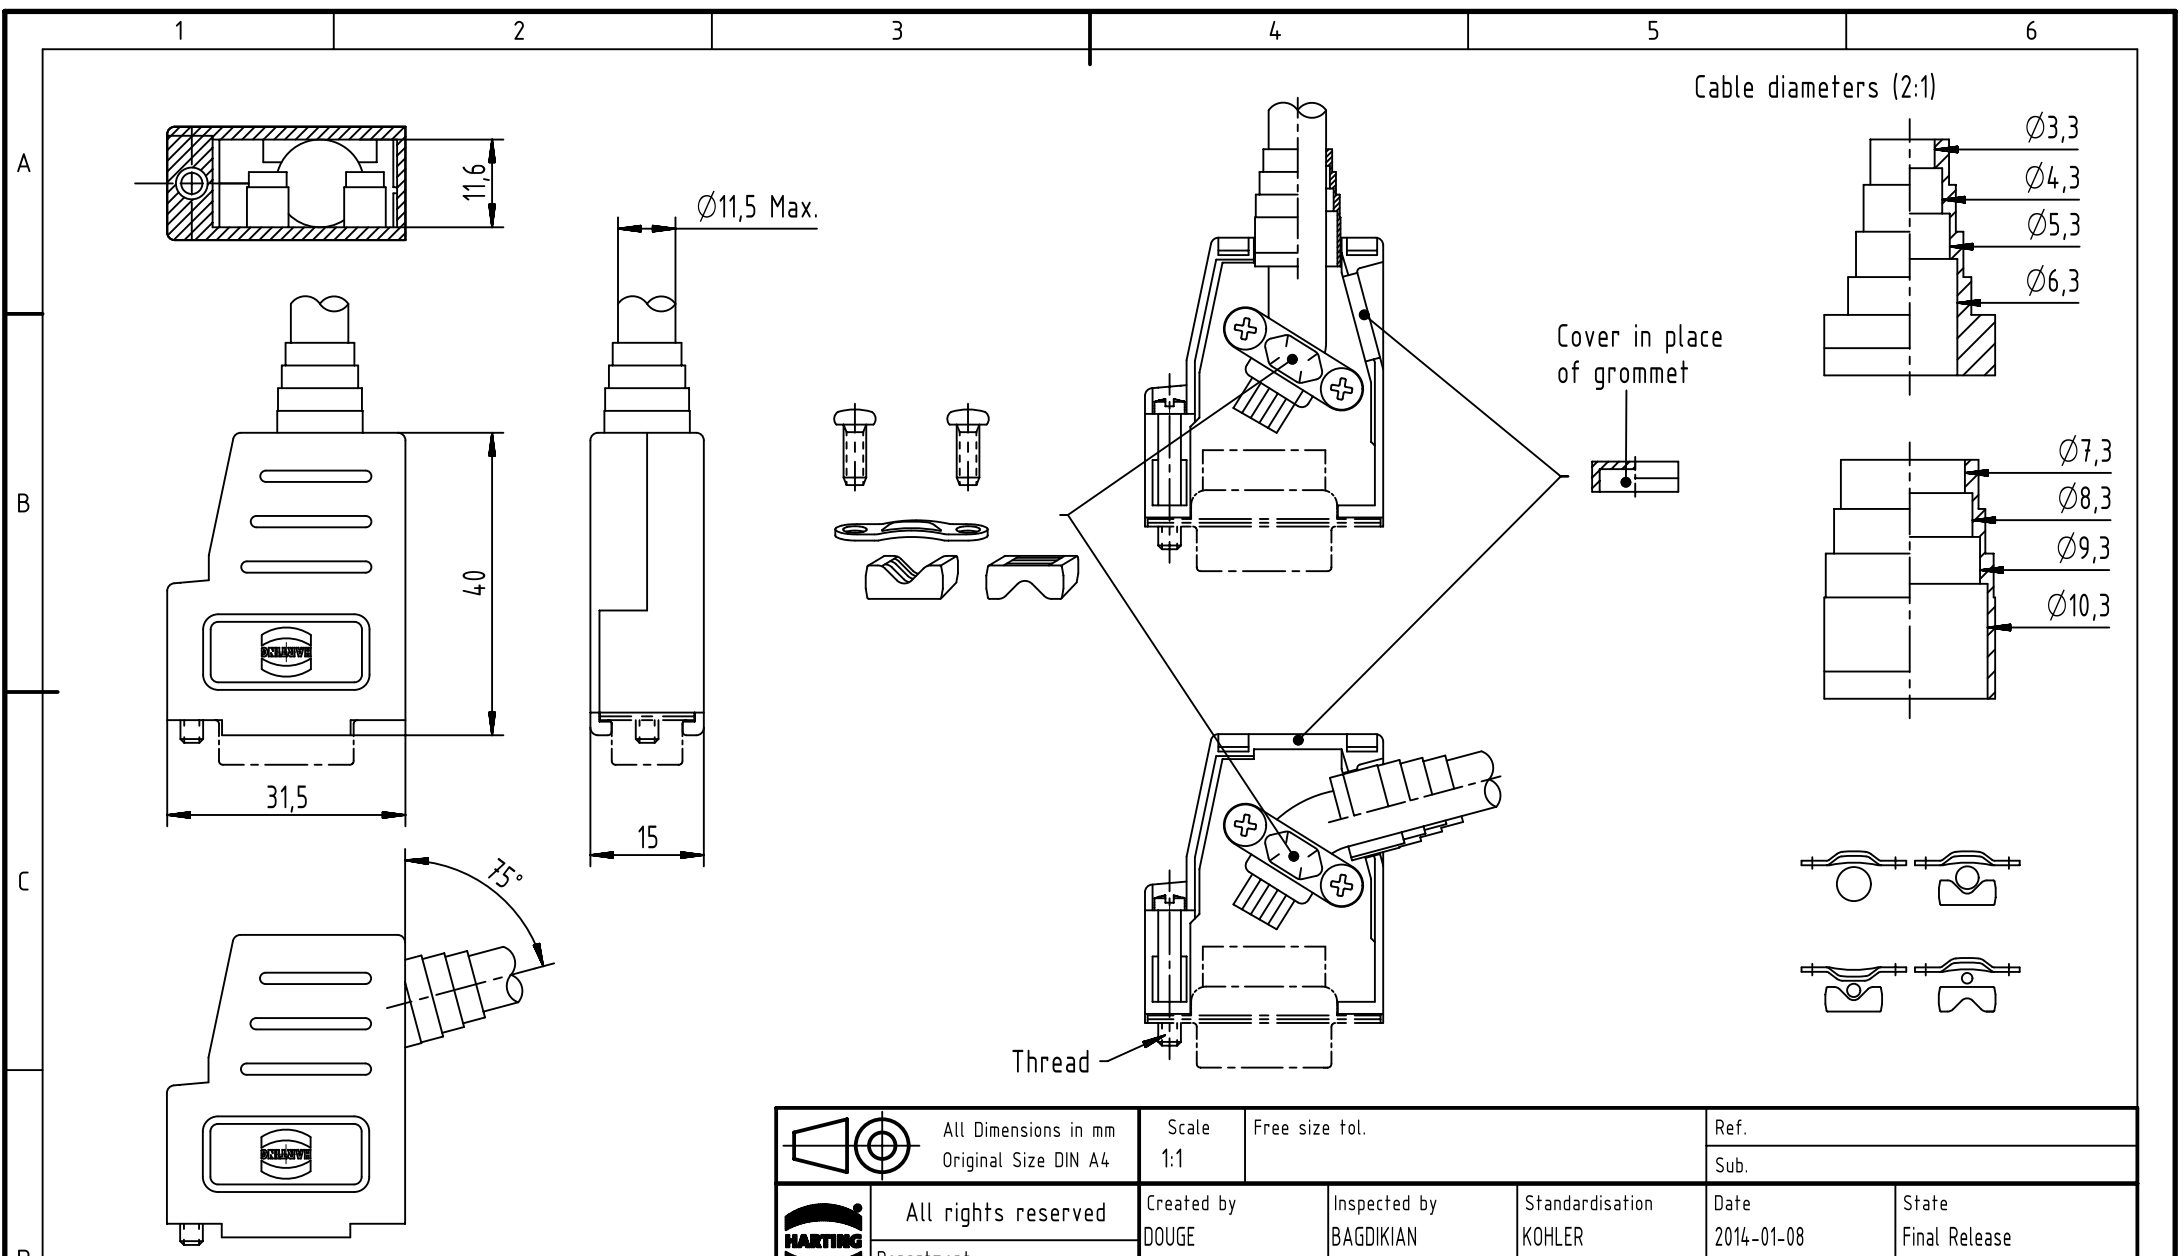 1 2 3 4 5 6
A
B
C
Cable diameters (2:1)
11,6
Ø11,5 Max.
40
31,5
15
75°
Cover in place
of grommet
Ø3,3
Ø4,3
Ø5,3
Ø6,3
Ø7,3
Ø8,3
Ø9,3
Ø10,3
HARTING
HARTING
Thread
All Dimensions in mm
Original Size DIN A4
Scale
1:1
Free size tol.
Ref.
Sub.
HARTING
All rights reserved
Department
Created by
DOUGE
Inspected by
BAGDIKIAN
Standardisation
KOHLER
Date
2014-01-08
State
Final Release